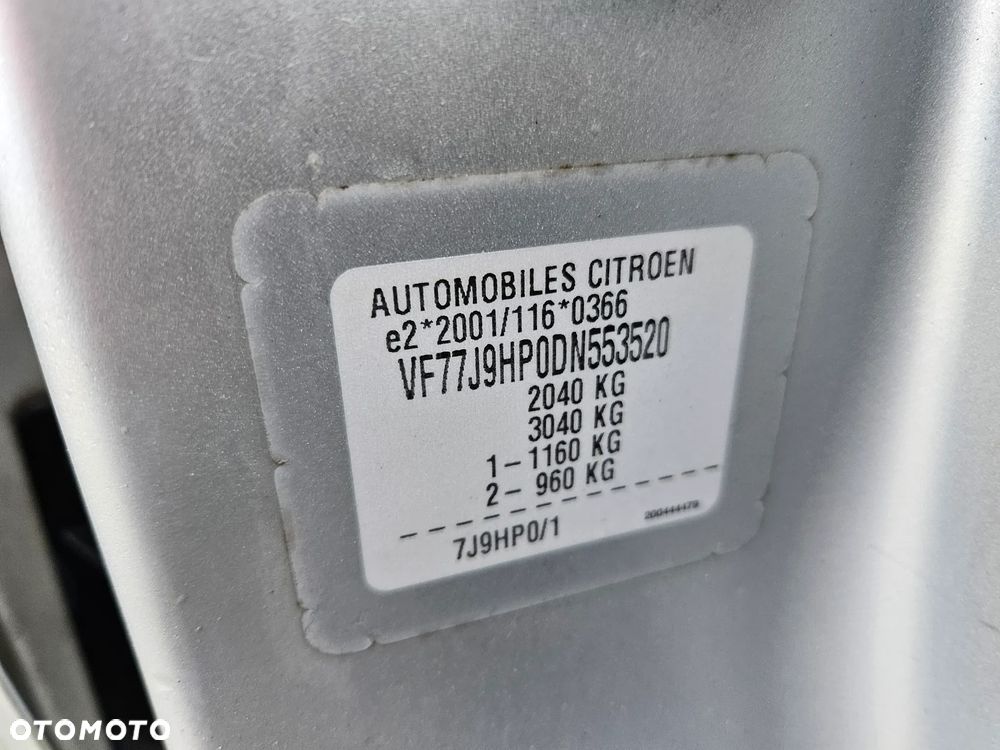 AUTOMOBILES CITROEN
e2*2001/116*0366
VF77J9HP0DN553520
2040 KG
3040 KG
1 - 1160 KG
2 - 960 KG
7J9HP0/1
200444479
OTOMOTO